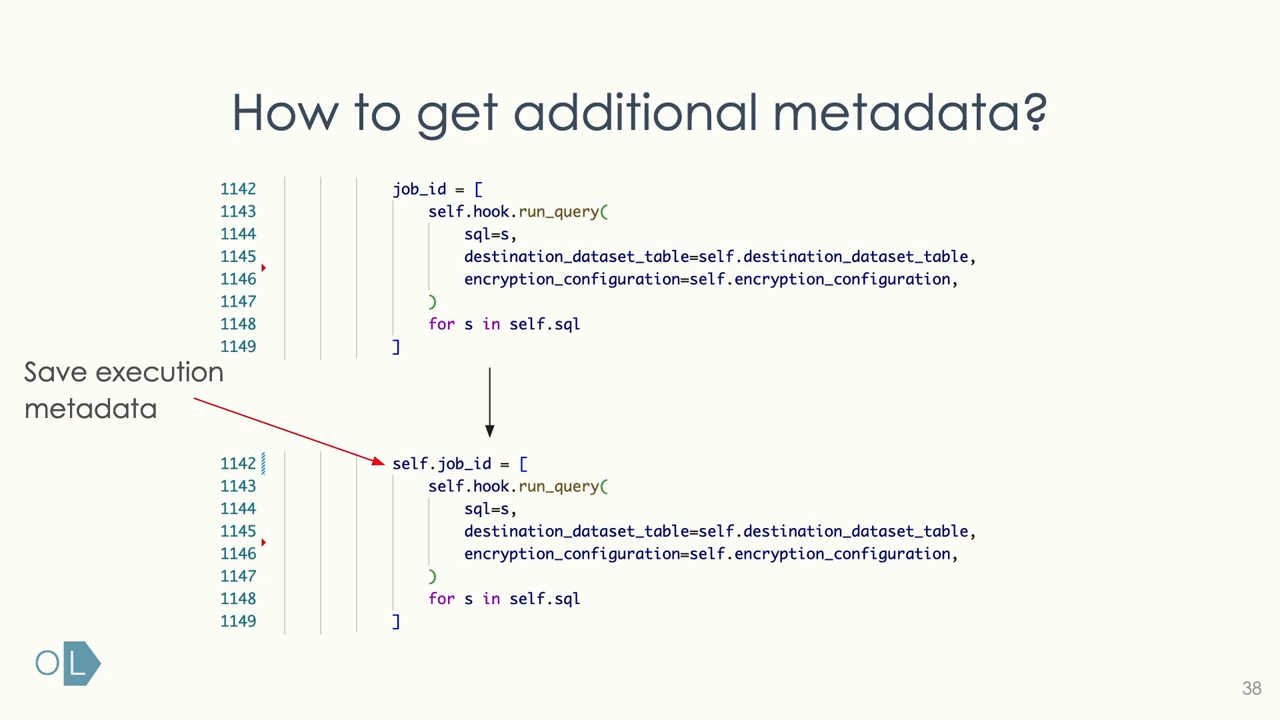 How to get additional metadata?
1142 job_id = [
1143 self.hook.run_query(
1144 sql=s,
1145 destination_dataset_table=self.destination_dataset_table,
1146 encryption_configuration=self.encryption_configuration,
1147 )
1148 for s in self.sql
1149 ]
Save execution
metadata
1142 self.job_id = [
1143 self.hook.run_query(
1144 sql=s,
1145 destination_dataset_table=self.destination_dataset_table,
1146 encryption_configuration=self.encryption_configuration,
1147 )
1148 for s in self.sql
1149 ]
OL
38